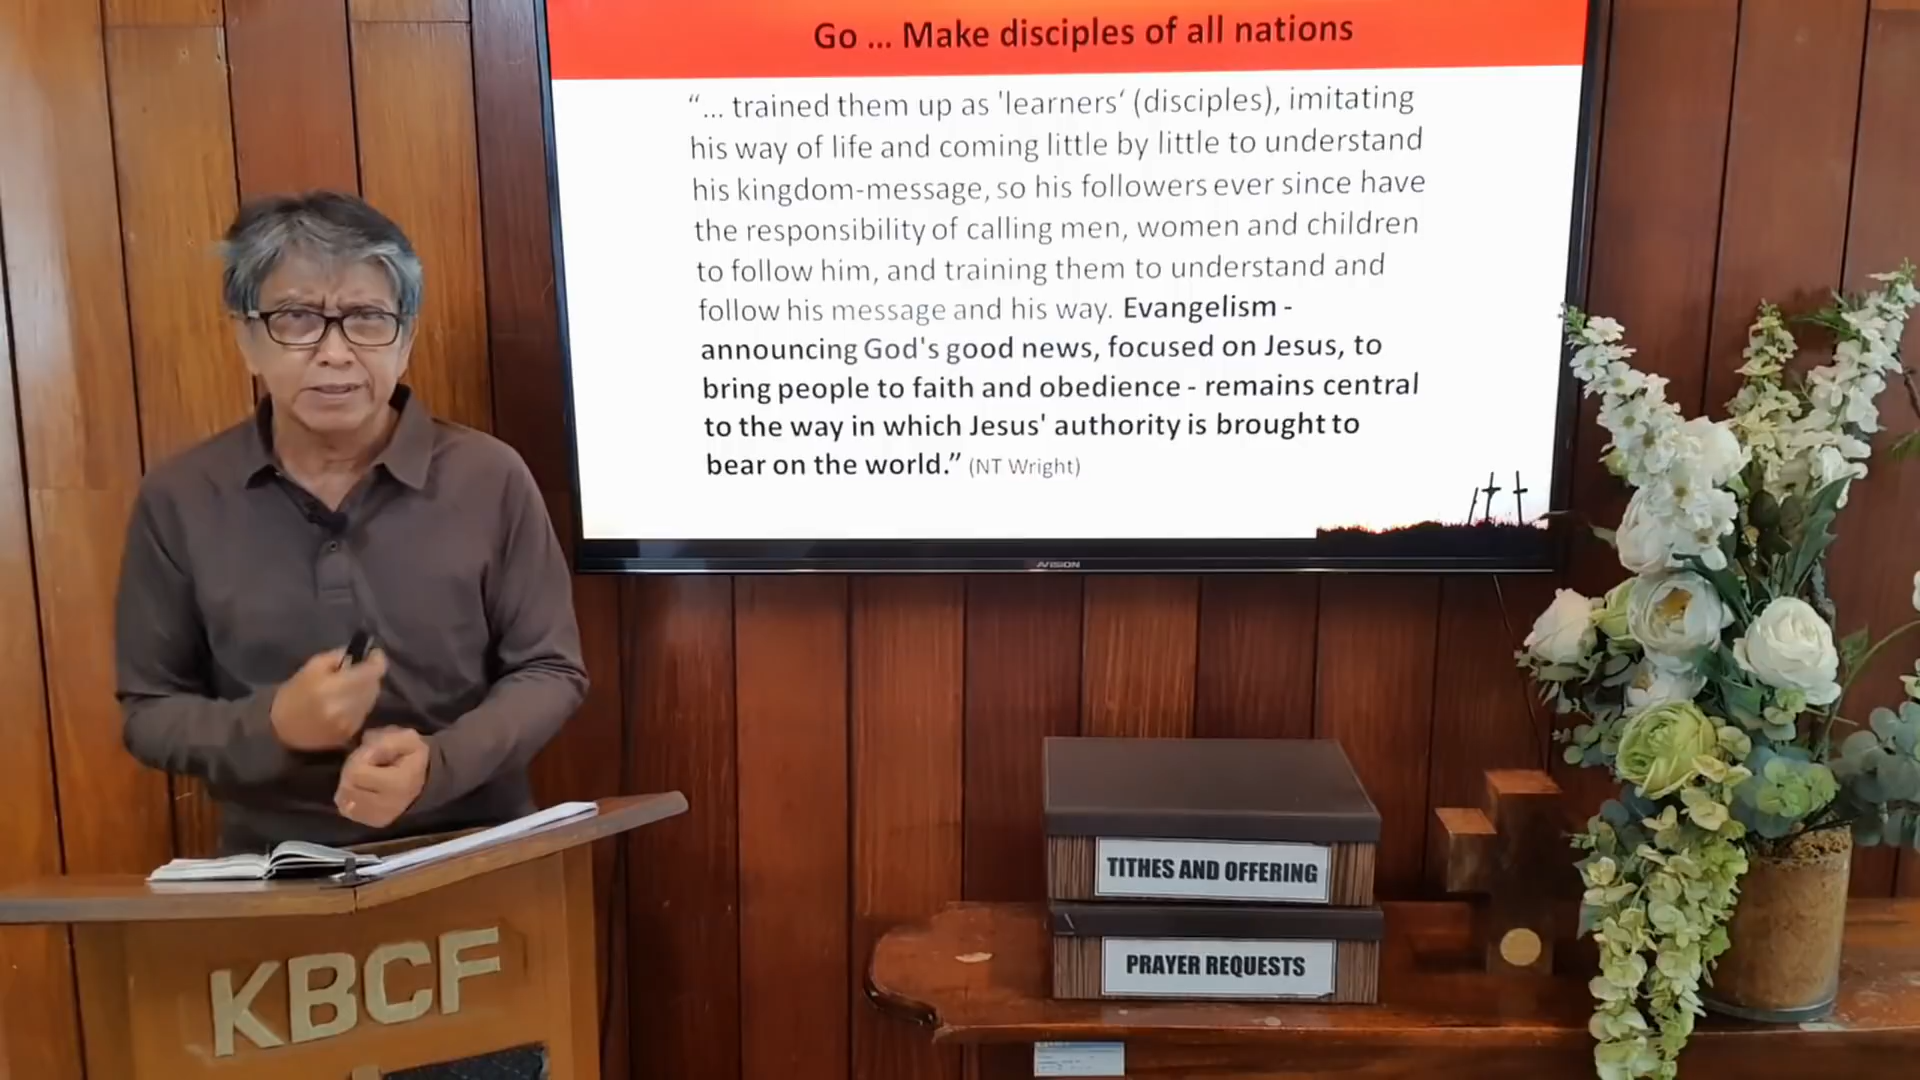 Go ... Make disciples of all nations
“... trained them up as 'learners‘ (disciples), imitating
his way of life and coming little by little to understand
his kingdom-message, so his followers ever since have
the responsibility of calling men, women and children
to follow him, and training them to understand and
follow his message and his way. Evangelism -
announcing God's good news, focused on Jesus, to
bring people to faith and obedience - remains central
to the way in which Jesus' authority is brought to
bear on the world.” (NT Wright)
AVISION
TITHES AND OFFERING
PRAYER REQUESTS
KBCF